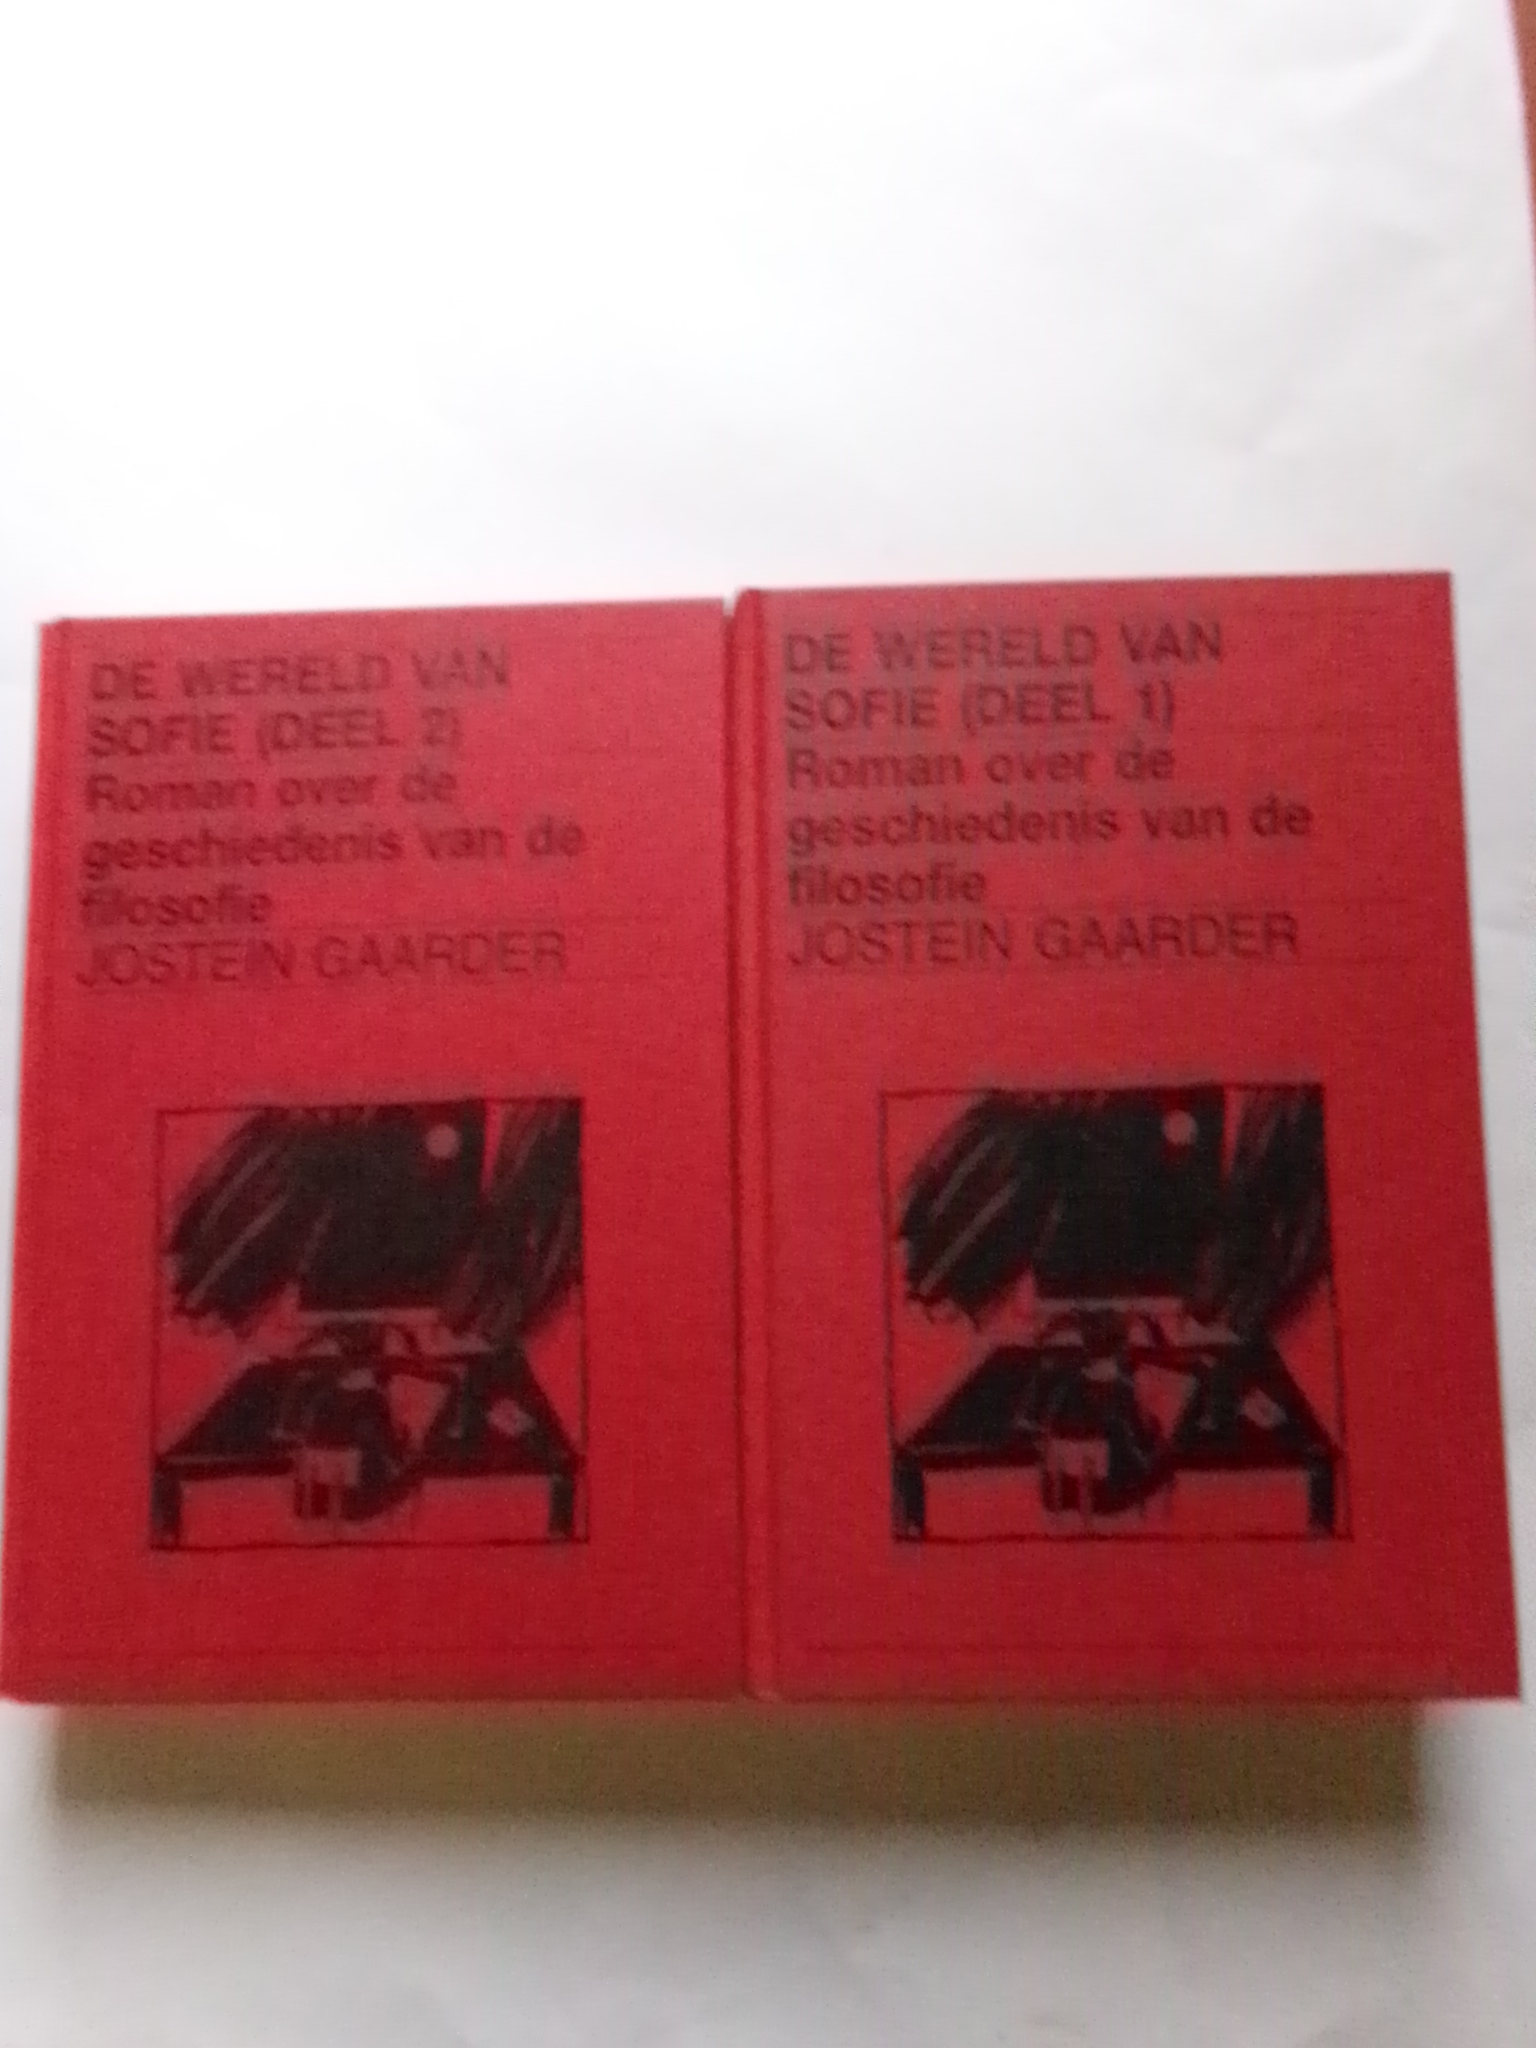 DE WERELD VAN
SOFIE (DEEL 2)
Roman over de
geschiedenis van de
filosofie
JOSTEIN GAARDER
DE WERELD VAN
SOFIE (DEEL 1)
Roman over de
geschiedenis van de
filosofie
JOSTEIN GAARDER